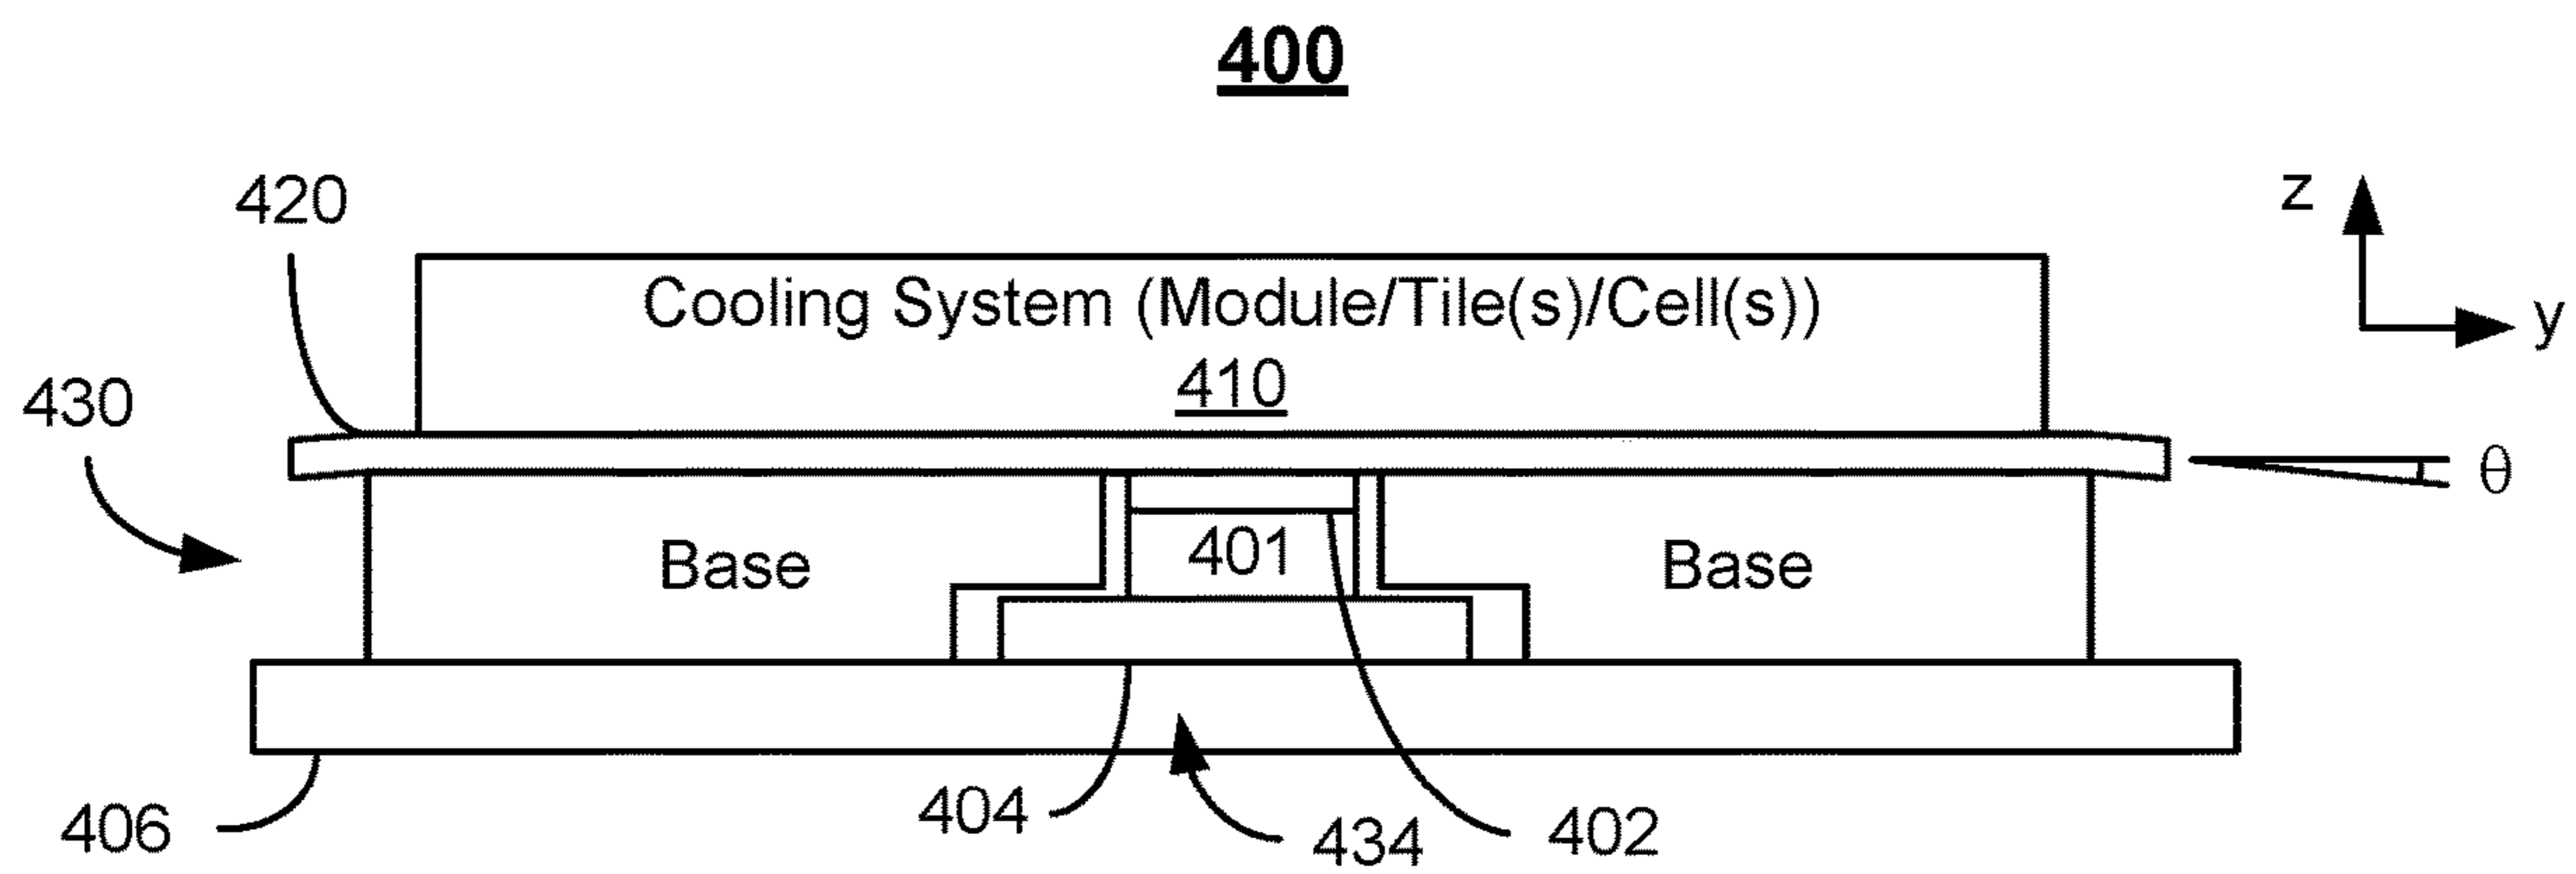 400
420
z
Cooling System (Module/Tile(s)/Cell(s))
y
410
430
θ
401
Base
Base
404
406
434
402